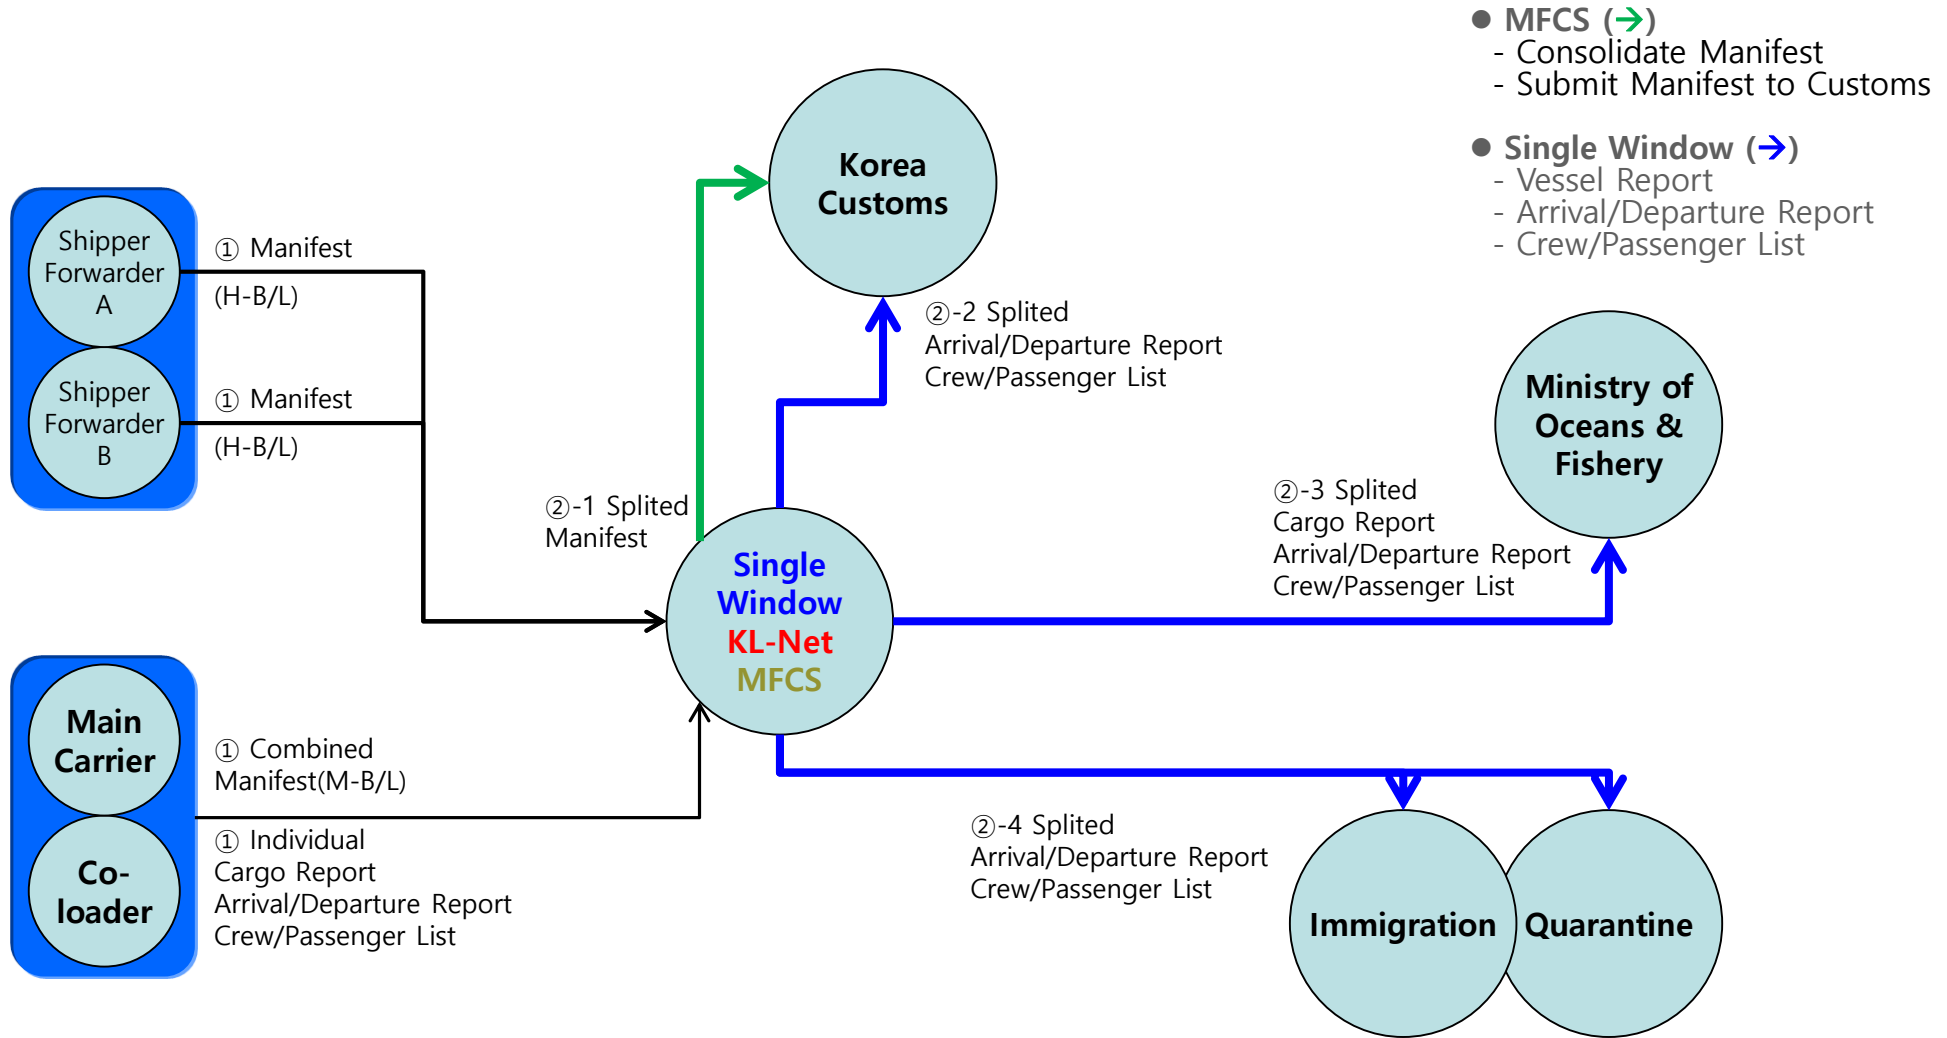 ● MFCS (→)
- Consolidate Manifest
- Submit Manifest to Customs
● Single Window (→)
- Vessel Report
- Arrival/Departure Report
- Crew/Passenger List
Korea
Customs
Shipper
Forwarder
A
① Manifest
(H-B/L)
Shipper
Forwarder
B
① Manifest
(H-B/L)
②-2 Splited
Arrival/Departure Report
Crew/Passenger List
Ministry of
Oceans &
Fishery
②-1 Splited
Manifest
②-3 Splited
Cargo Report
Arrival/Departure Report
Crew/Passenger List
Single
Window
KL-Net
MFCS
Main
Carrier
① Combined
Manifest(M-B/L)
Co-
loader
① Individual
Cargo Report
Arrival/Departure Report
Crew/Passenger List
②-4 Splited
Arrival/Departure Report
Crew/Passenger List
Immigration
Quarantine